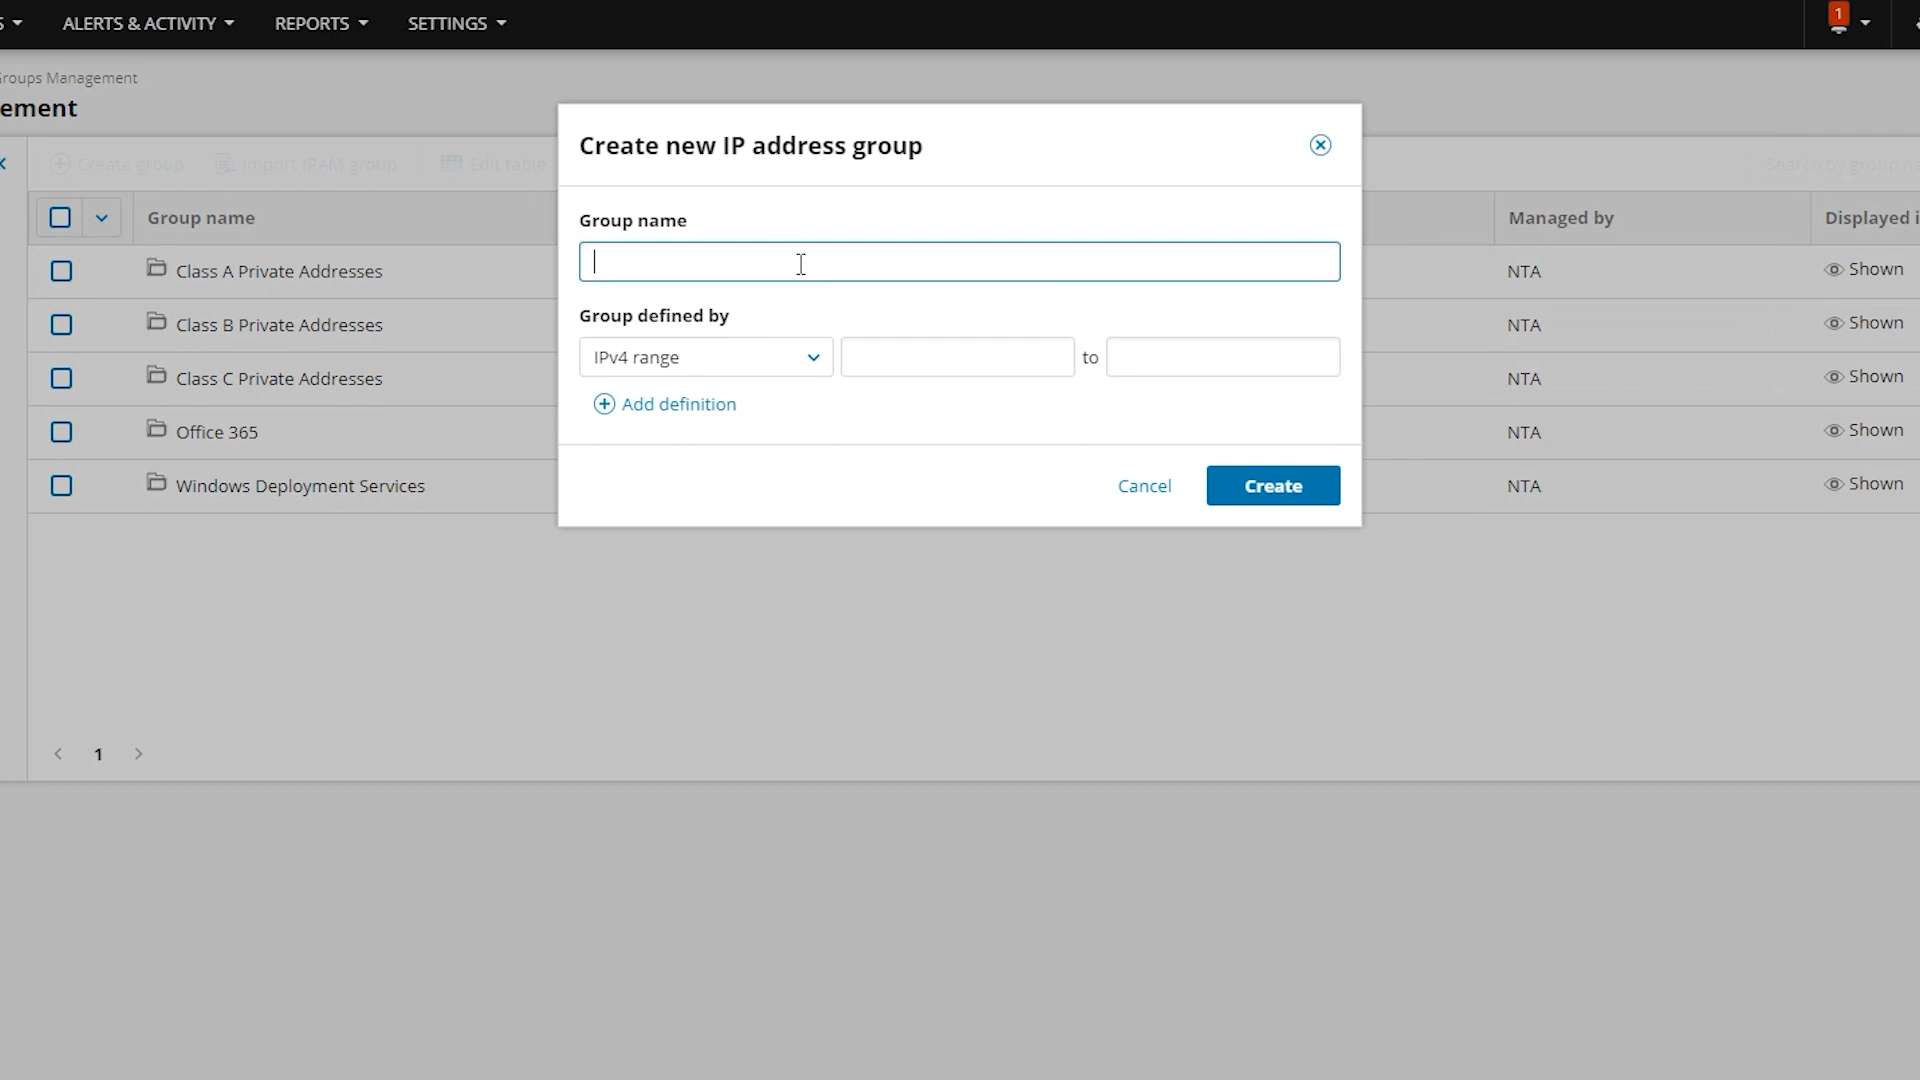 S ALERTS & ACTIVITY REPORTS SETTINGS 1
Groups Management
ement
Create group Import IPAM group Edit table Search by group na
Group name Managed by Displayed i
Class A Private Addresses NTA Shown
Class B Private Addresses NTA Shown
Class C Private Addresses NTA Shown
Office 365 NTA Shown
Windows Deployment Services NTA Shown
1
Create new IP address group
Group name
Group defined by
IPv4 range to
Add definition
Cancel Create